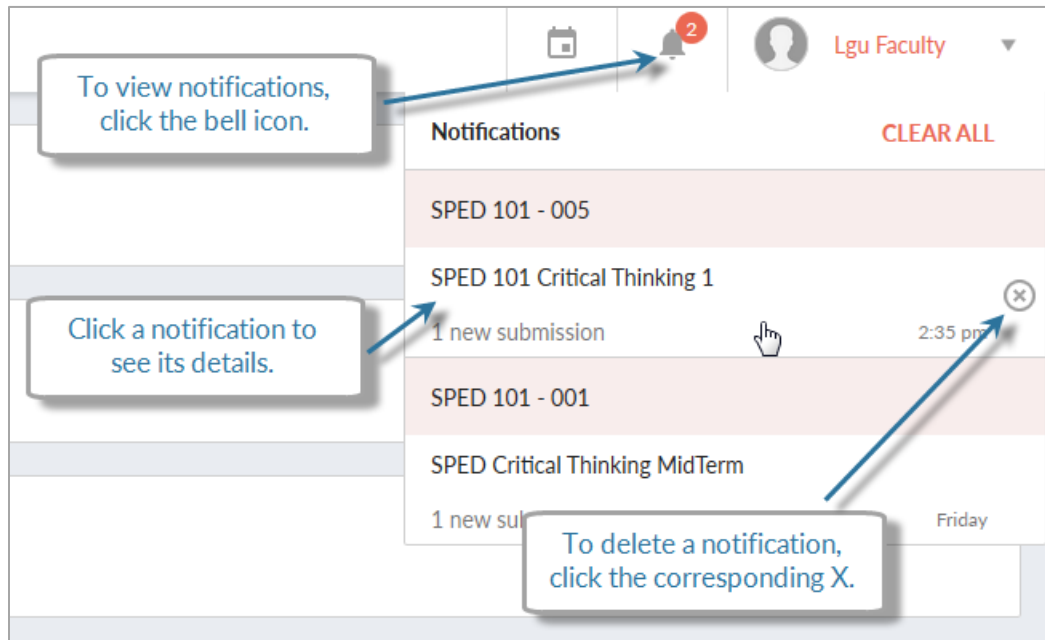 2
Lgu Faculty
To view notifications,
click the bell icon.
Notifications
CLEAR ALL
SPED 101 - 005
SPED 101 Critical Thinking 1
1 new submission
2:35 pm
Click a notification to
see its details.
SPED 101 - 001
SPED Critical Thinking MidTerm
1 new
Friday
To delete a notification,
click the corresponding X.